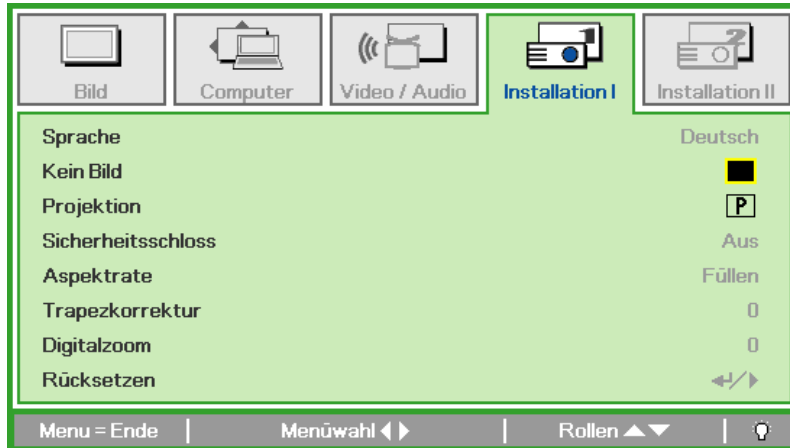 Bild
Computer
Video / Audio
Installation I
Installation II
Sprache Deutsch
Kein Bild
Projektion P
Sicherheitsschloss Aus
Aspektrate Füllen
Trapezkorrektur 0
Digitalzoom 0
Rücksetzen /
Menu = Ende Menüwahl Rollen